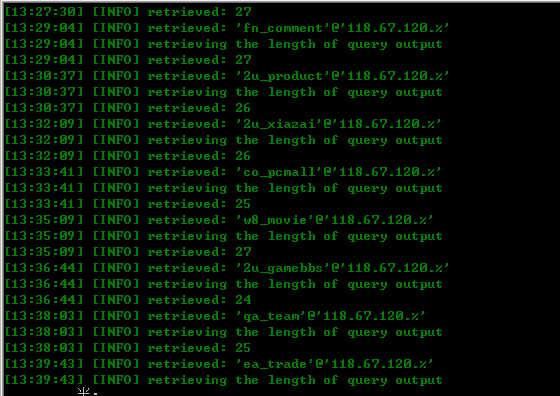 [13:27:30] [INFO] retrieved: 27
[13:29:04] [INFO] retrieved: 'fn_comment'@'118.67.120.%'
[13:29:04] [INFO] retrieving the length of query output
[13:29:04] [INFO] retrieved: 27
[13:30:37] [INFO] retrieved: '2u_product'@'118.67.120.%'
[13:30:37] [INFO] retrieving the length of query output
[13:30:37] [INFO] retrieved: 26
[13:32:09] [INFO] retrieved: '2u_xiazai'@'118.67.120.%'
[13:32:09] [INFO] retrieving the length of query output
[13:32:09] [INFO] retrieved: 26
[13:33:41] [INFO] retrieved: 'co_pcmall'@'118.67.120.%'
[13:33:41] [INFO] retrieving the length of query output
[13:33:41] [INFO] retrieved: 25
[13:35:09] [INFO] retrieved: 'w8_movie'@'118.67.120.%'
[13:35:09] [INFO] retrieving the length of query output
[13:35:09] [INFO] retrieved: 27
[13:36:44] [INFO] retrieved: '2u_gamebbs'@'118.67.120.%'
[13:36:44] [INFO] retrieving the length of query output
[13:36:44] [INFO] retrieved: 24
[13:38:03] [INFO] retrieved: 'qa_team'@'118.67.120.%'
[13:38:03] [INFO] retrieving the length of query output
[13:38:03] [INFO] retrieved: 25
[13:39:43] [INFO] retrieved: 'ea_trade'@'118.67.120.%'
[13:39:43] [INFO] retrieving the length of query output